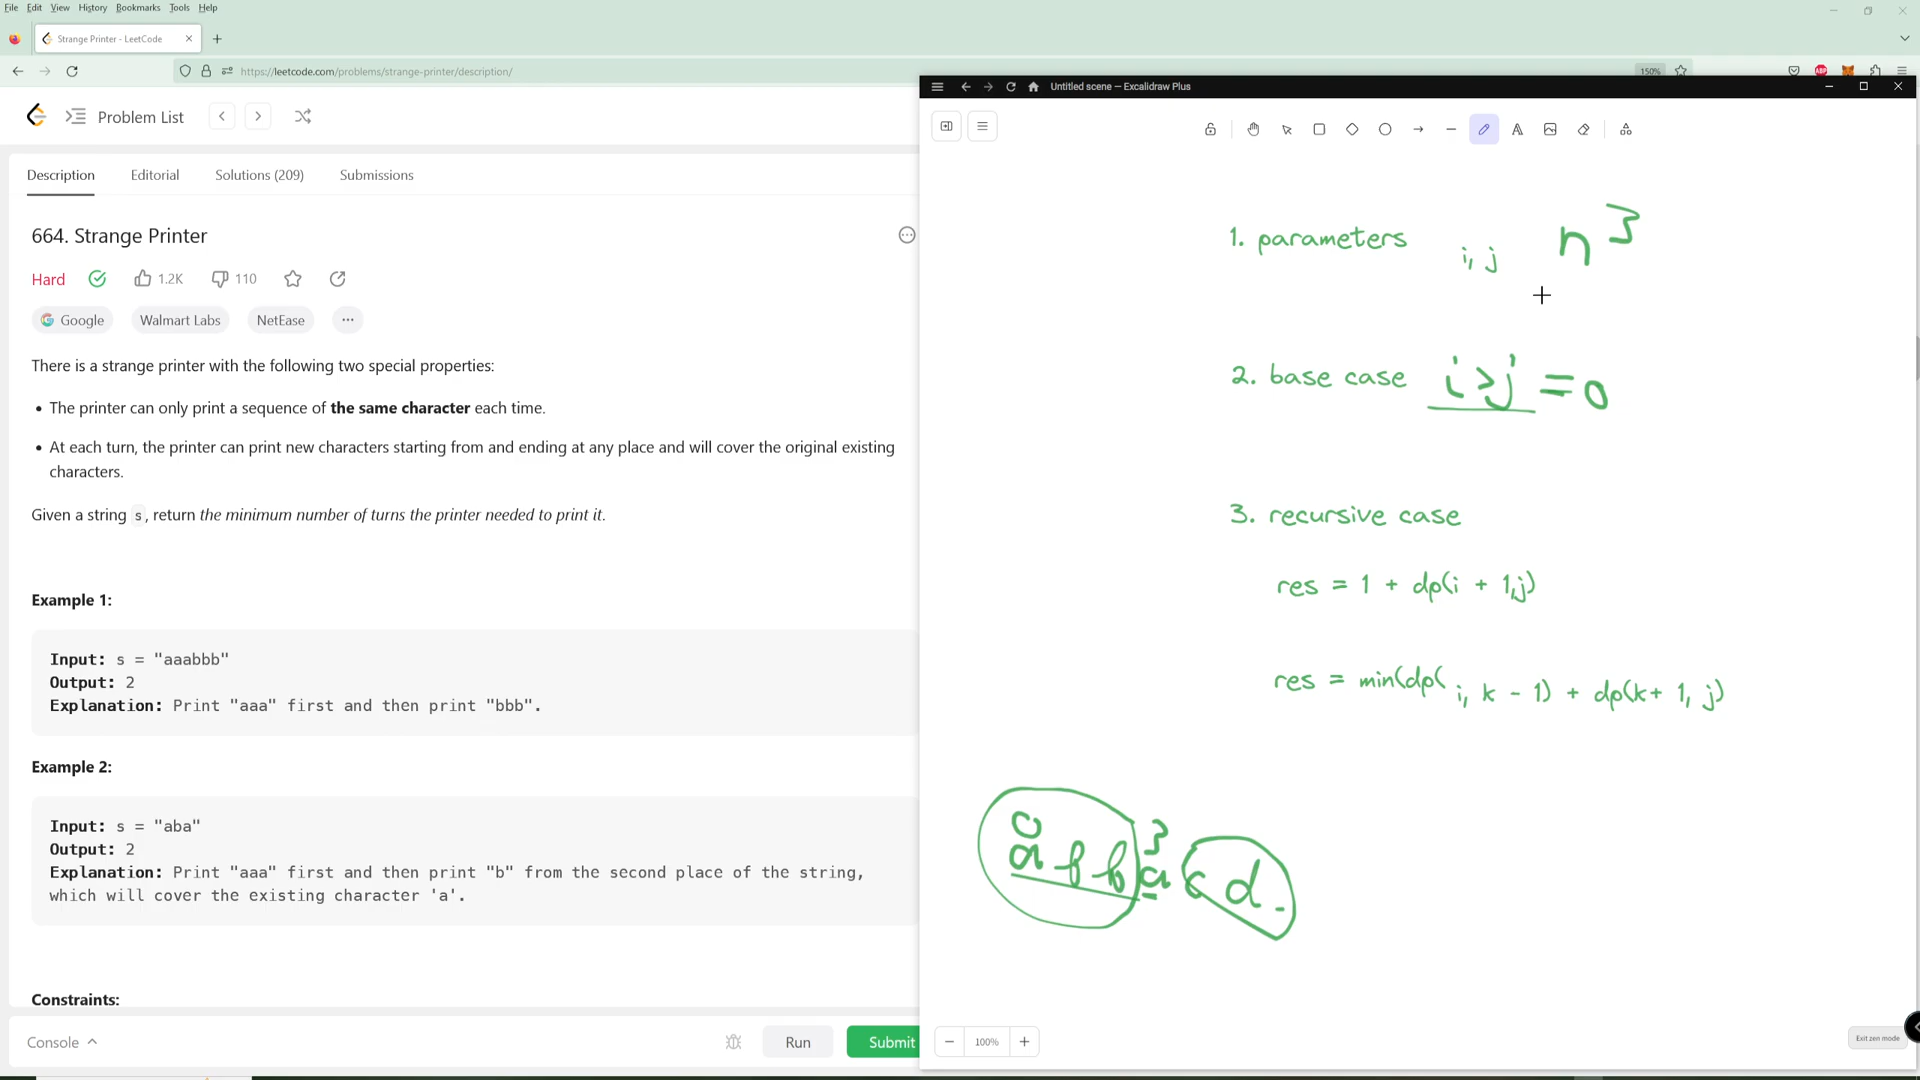 File Edit View History Bookmarks Tools Help
Strange Printer - LeetCode
https://leetcode.com/problems/strange-printer/description/
150%
ABP
Untitled scene — Excalidraw Plus
Problem List
Description Editorial Solutions (209) Submissions
664. Strange Printer
Hard 1.2K 110
Google Walmart Labs NetEase ...
There is a strange printer with the following two special properties:
• The printer can only print a sequence of the same character each time.
• At each turn, the printer can print new characters starting from and ending at any place and will cover the original existing
characters.
Given a string s, return the minimum number of turns the printer needed to print it.
Example 1:
Input: s = "aaabbb"
Output: 2
Explanation: Print "aaa" first and then print "bbb".
Example 2:
Input: s = "aba"
Output: 2
Explanation: Print "aaa" first and then print "b" from the second place of the string,
which will cover the existing character 'a'.
Constraints:
Console
Run
Submit
1. parameters i, j n 3
2. base case i > j = 0
3. recursive case
res = 1 + dp(i + 1,j)
res = min(dp( i, k - 1) + dp(k+ 1, j)
0 3
a b b a c d
100%
Exit zen mode